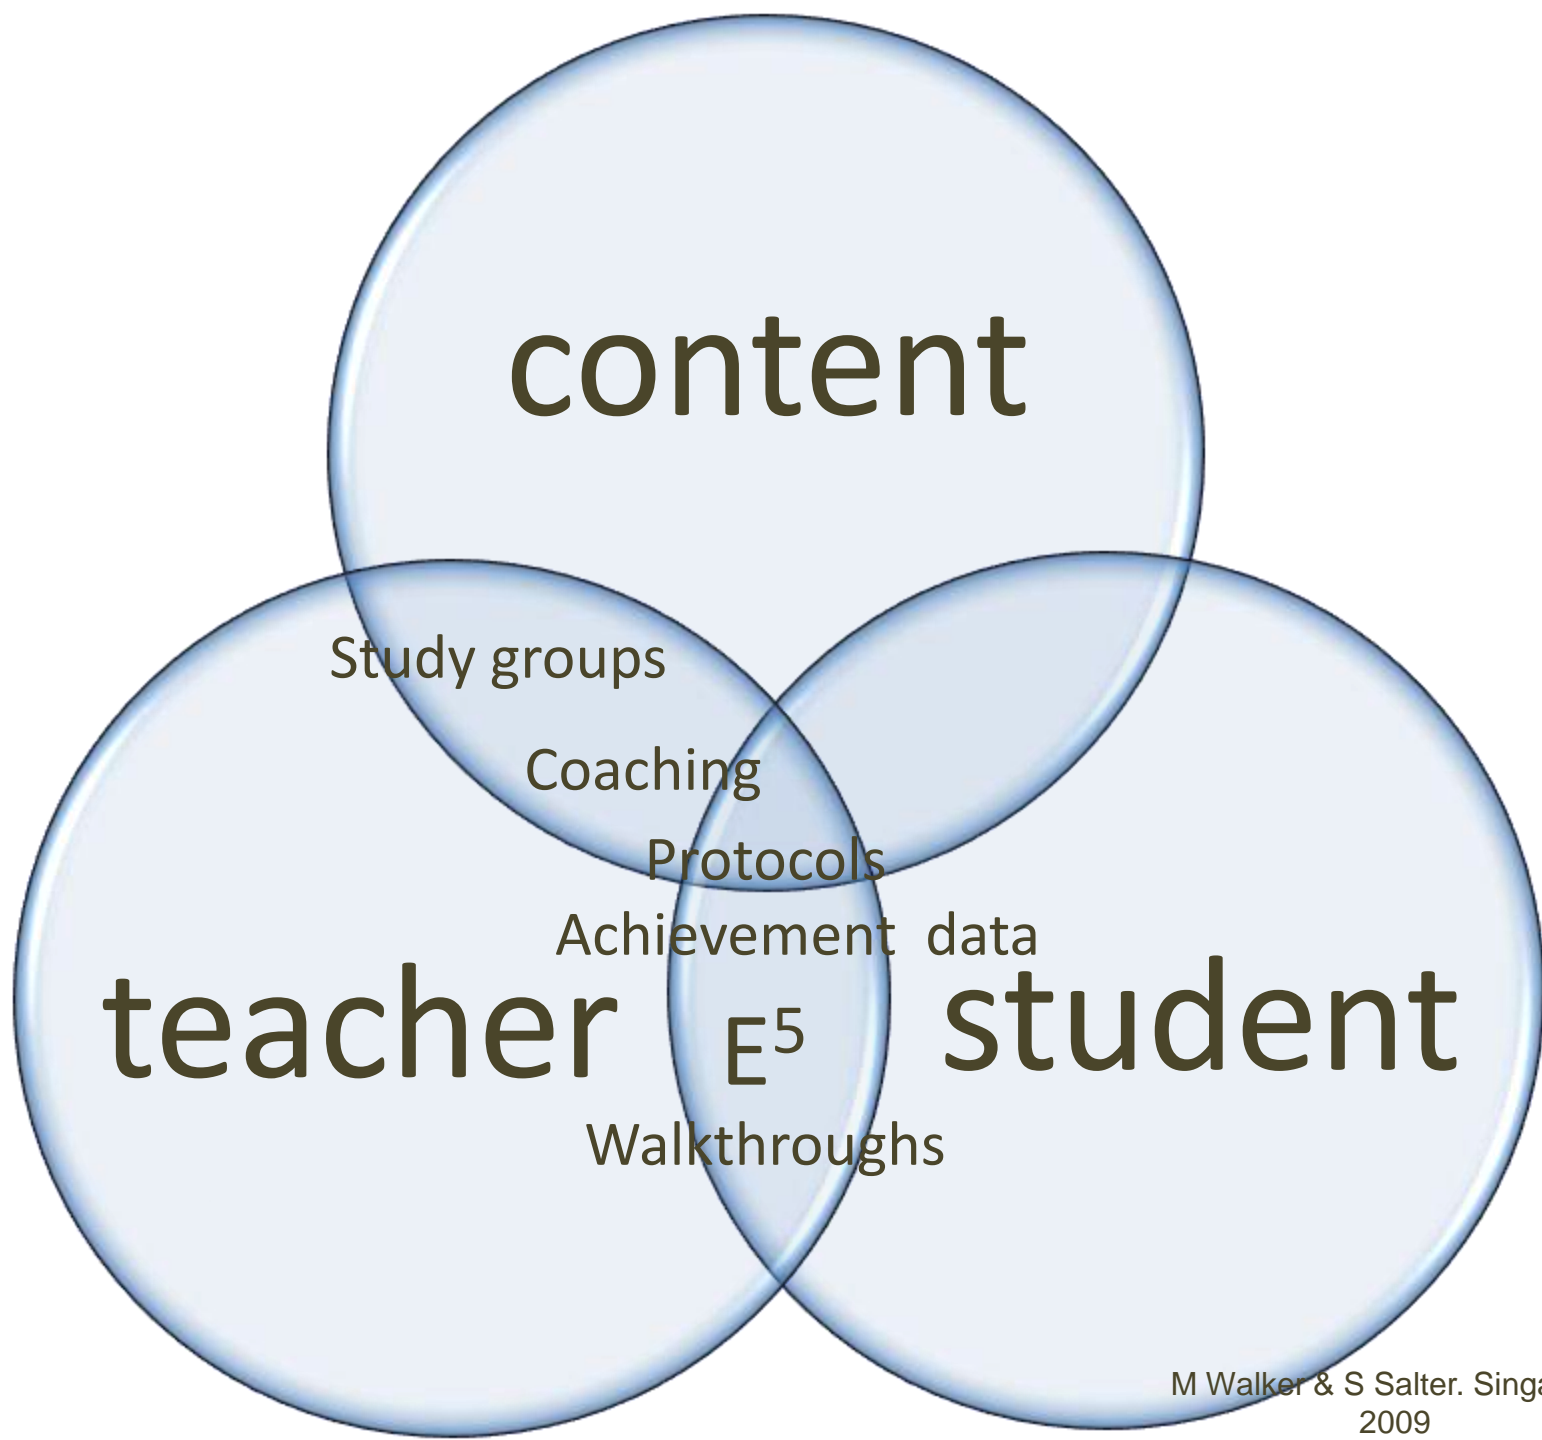 content
Study groups
Coaching
Protocols
Achievement data
teacher
E⁵
student
Walkthroughs
M Walker & S Salter. Singa
2009